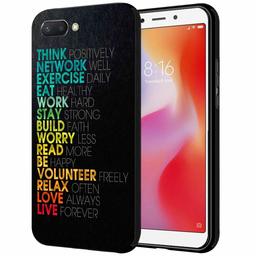 THINK POSITIVELY
NETWORK WELL
EXERCISE DAILY
EAT HEALTHY
WORK HARD
STAY STRONG
BUILD FAITH
WORRY LESS
READ MORE
BE HAPPY
VOLUNTEER FREELY
RELAX OFTEN
LOVE ALWAYS
LIVE FOREVER